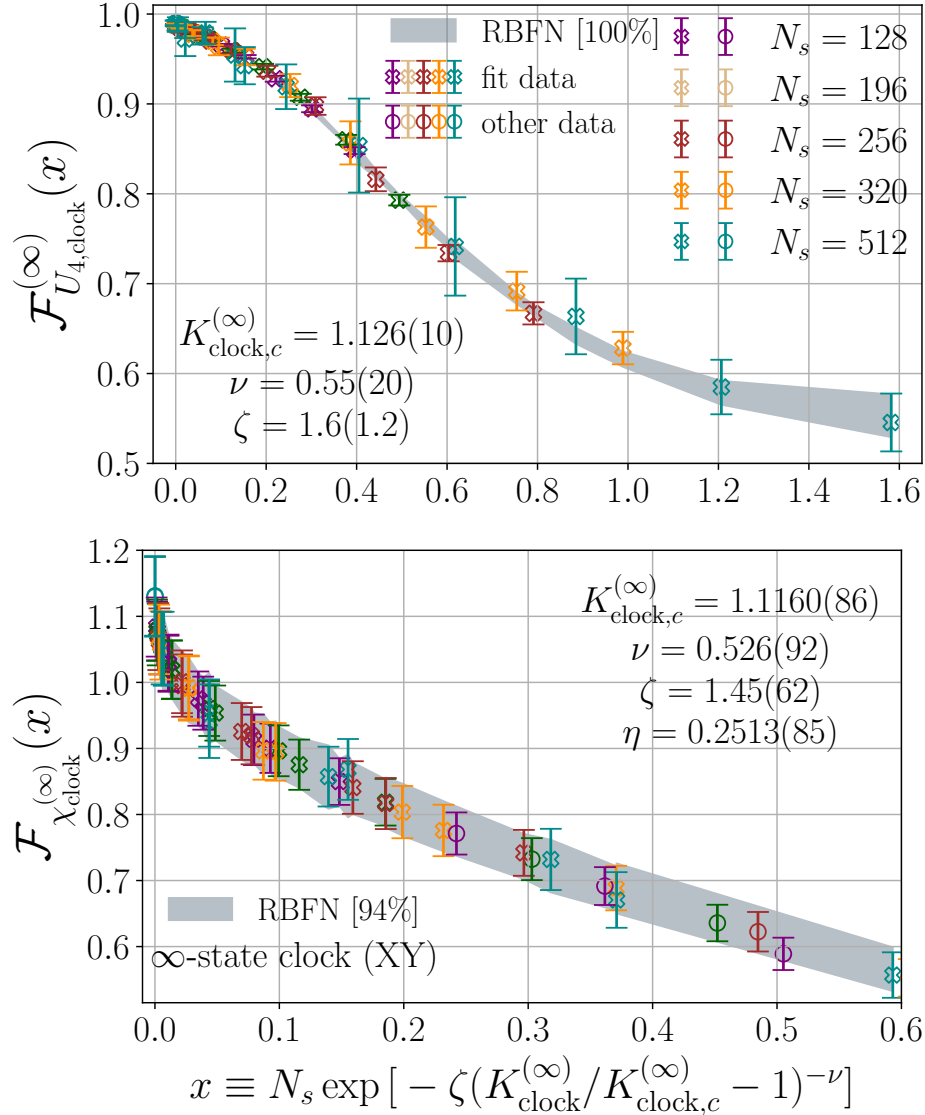 RBFN [100%]
fit data
other data
N_s = 128
N_s = 196
N_s = 256
N_s = 320
N_s = 512
1.0
0.9
0.8
0.7
0.6
0.5
𝓕^{(∞)}_{U_{4,clock}}(x)
K^{(∞)}_{clock,c} = 1.126(10)
ν = 0.55(20)
ζ = 1.6(1.2)
0.0 0.2 0.4 0.6 0.8 1.0 1.2 1.4 1.6
1.2
1.1
1.0
0.9
0.8
0.7
0.6
𝓕_{χ^{(∞)}_{clock}}(x)
K^{(∞)}_{clock,c} = 1.1160(86)
ν = 0.526(92)
ζ = 1.45(62)
η = 0.2513(85)
RBFN [94%]
∞-state clock (XY)
0.0 0.1 0.2 0.3 0.4 0.5 0.6
x ≡ N_s exp [ − ζ(K^{(∞)}_{clock}/K^{(∞)}_{clock,c} − 1)^{−ν}]